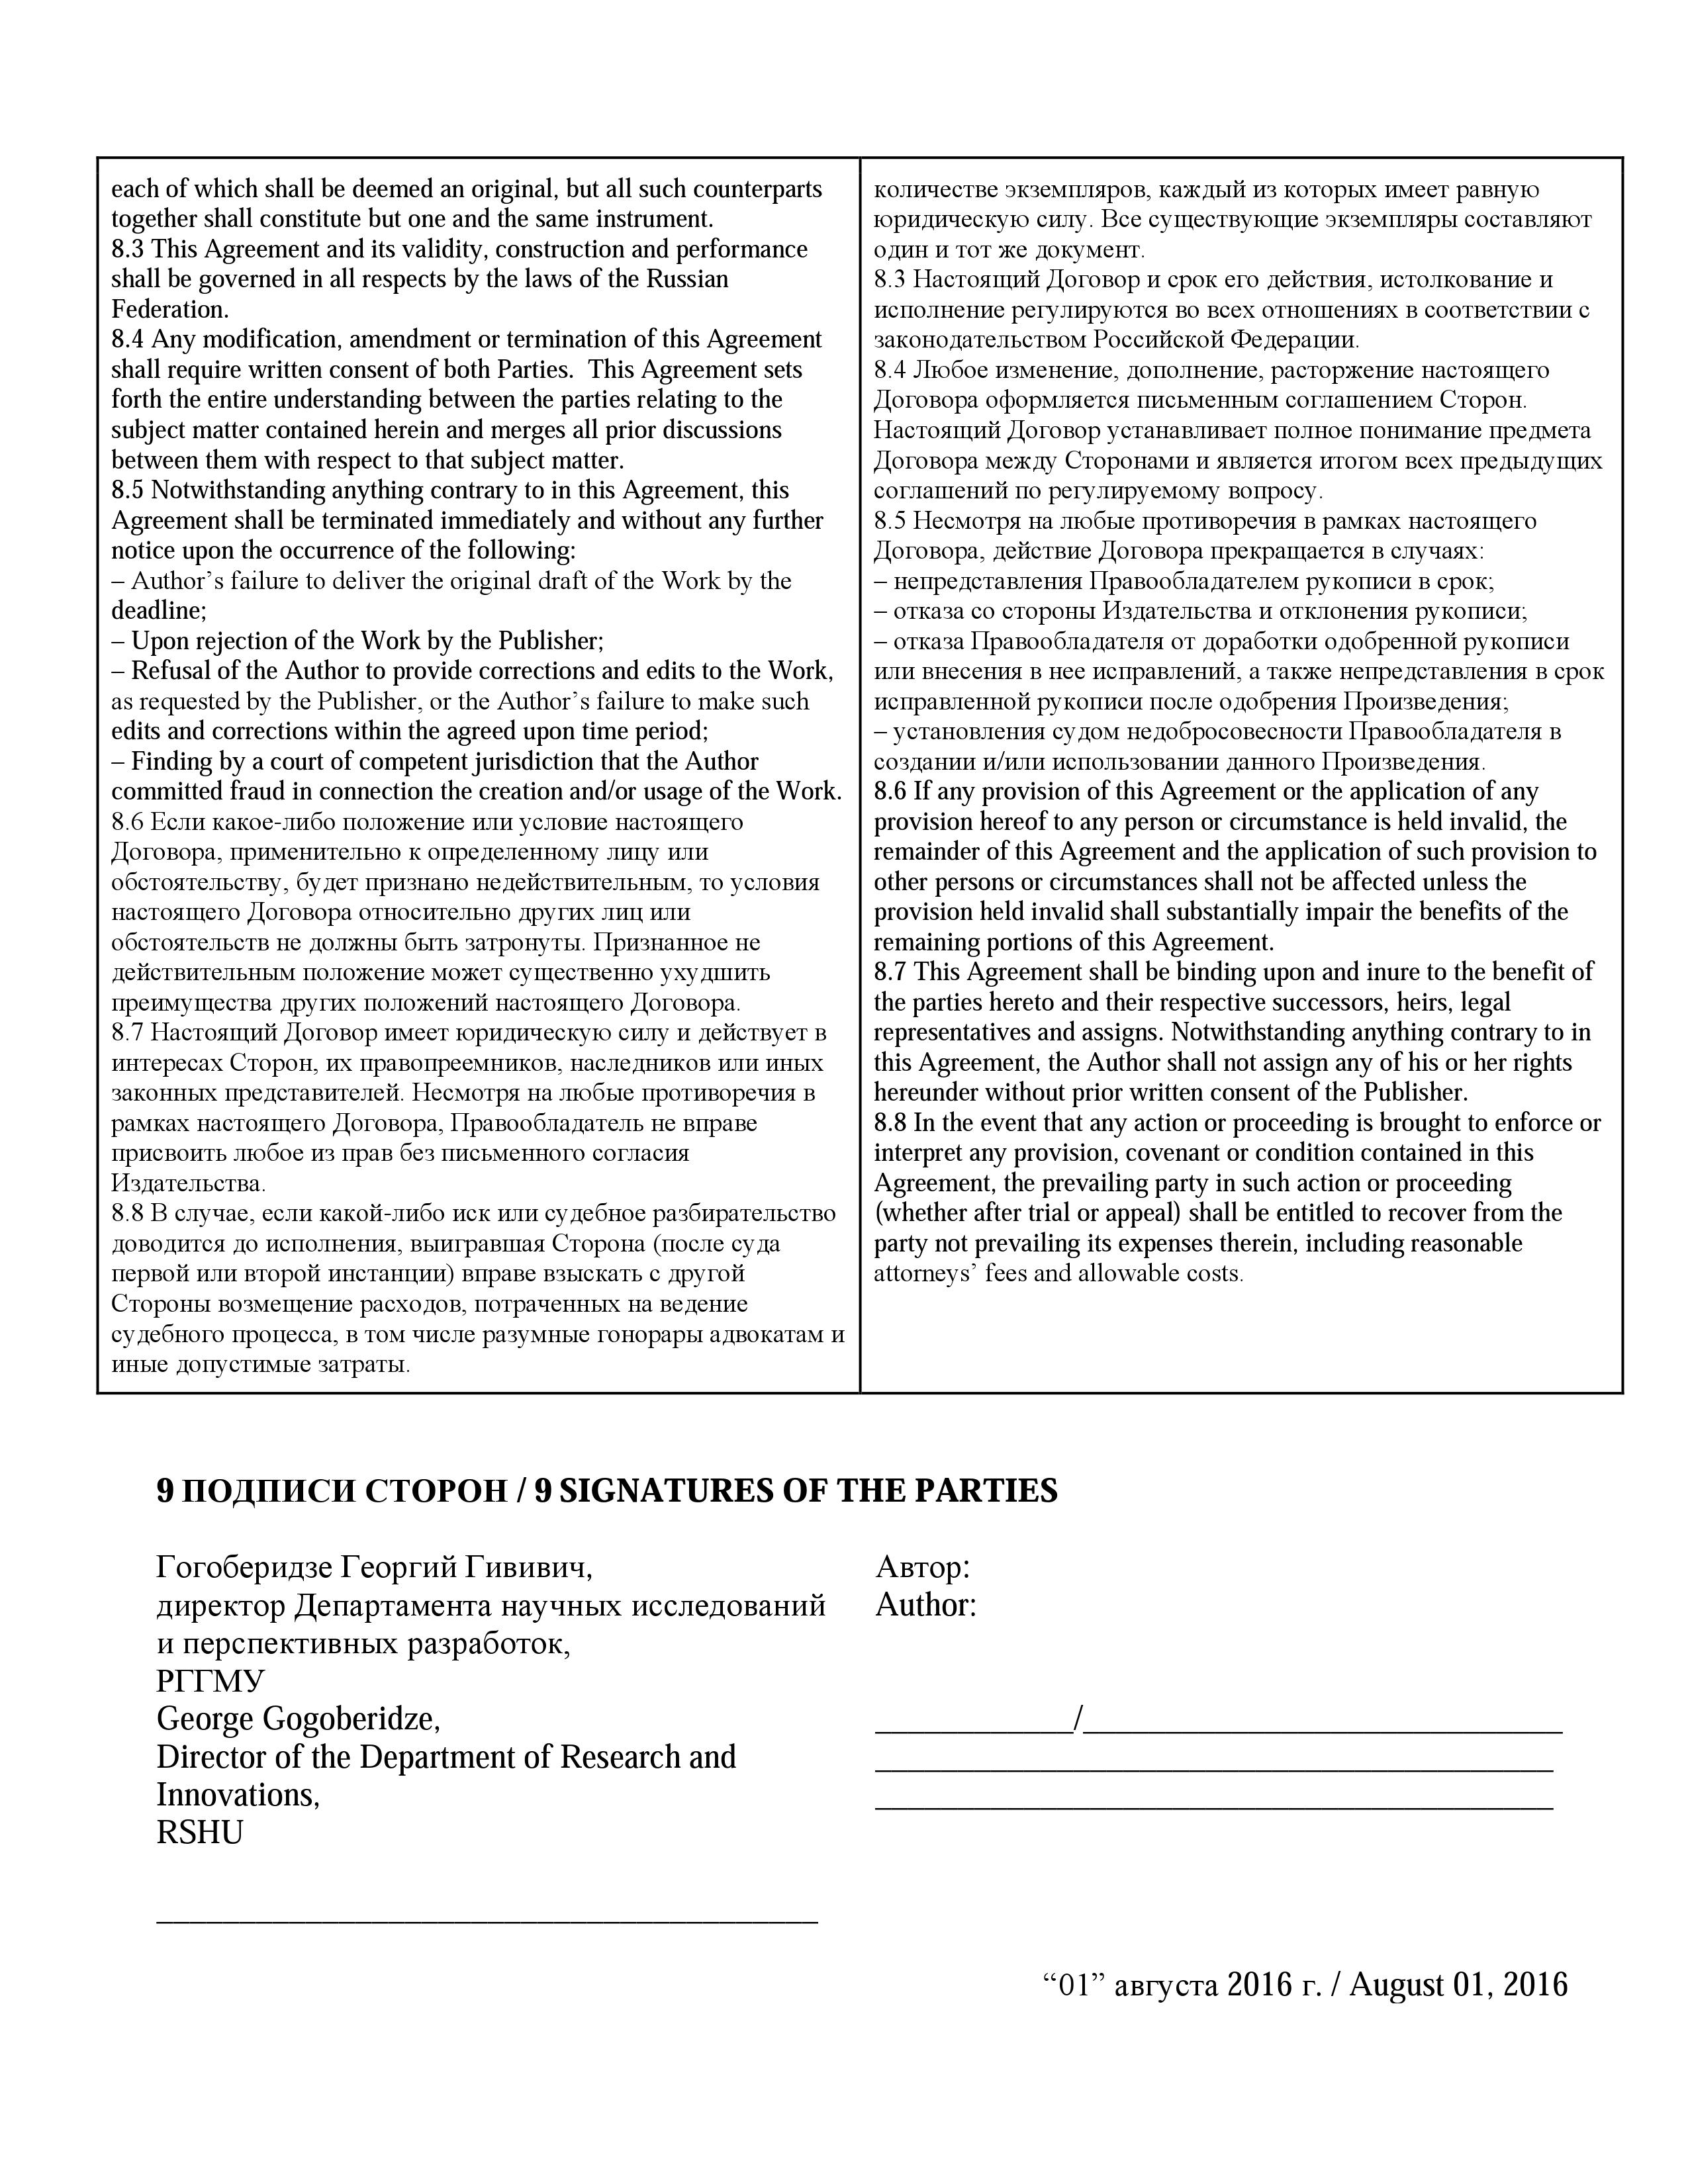 each of which shall be deemed an original, but all such counterparts
together shall constitute but one and the same instrument.
8.3 This Agreement and its validity, construction and performance
shall be governed in all respects by the laws of the Russian
Federation.
8.4 Any modification, amendment or termination of this Agreement
shall require written consent of both Parties.  This Agreement sets
forth the entire understanding between the parties relating to the
subject matter contained herein and merges all prior discussions
between them with respect to that subject matter.
8.5 Notwithstanding anything contrary to in this Agreement, this
Agreement shall be terminated immediately and without any further
notice upon the occurrence of the following:
– Author’s failure to deliver the original draft of the Work by the
deadline;
– Upon rejection of the Work by the Publisher;
– Refusal of the Author to provide corrections and edits to the Work,
as requested by the Publisher, or the Author’s failure to make such
edits and corrections within the agreed upon time period;
– Finding by a court of competent jurisdiction that the Author
committed fraud in connection the creation and/or usage of the Work.
8.6 Если какое-либо положение или условие настоящего
Договора, применительно к определенному лицу или
обстоятельству, будет признано недействительным, то условия
настоящего Договора относительно других лиц или
обстоятельств не должны быть затронуты. Признанное не
действительным положение может существенно ухудшить
преимущества других положений настоящего Договора.
8.7 Настоящий Договор имеет юридическую силу и действует в
интересах Сторон, их правопреемников, наследников или иных
законных представителей. Несмотря на любые противоречия в
рамках настоящего Договора, Правообладатель не вправе
присвоить любое из прав без письменного согласия
Издательства.
8.8 В случае, если какой-либо иск или судебное разбирательство
доводится до исполнения, выигравшая Сторона (после суда
первой или второй инстанции) вправе взыскать с другой
Стороны возмещение расходов, потраченных на ведение
судебного процесса, в том числе разумные гонорары адвокатам и
иные допустимые затраты.
количестве экземпляров, каждый из которых имеет равную
юридическую силу. Все существующие экземпляры составляют
один и тот же документ.
8.3 Настоящий Договор и срок его действия, истолкование и
исполнение регулируются во всех отношениях в соответствии с
законодательством Российской Федерации.
8.4 Любое изменение, дополнение, расторжение настоящего
Договора оформляется письменным соглашением Сторон.
Настоящий Договор устанавливает полное понимание предмета
Договора между Сторонами и является итогом всех предыдущих
соглашений по регулируемому вопросу.
8.5 Несмотря на любые противоречия в рамках настоящего
Договора, действие Договора прекращается в случаях:
– непредставления Правообладателем рукописи в срок;
– отказа со стороны Издательства и отклонения рукописи;
– отказа Правообладателя от доработки одобренной рукописи
или внесения в нее исправлений, а также непредставления в срок
исправленной рукописи после одобрения Произведения;
– установления судом недобросовесности Правообладателя в
создании и/или использовании данного Произведения.
8.6 If any provision of this Agreement or the application of any
provision hereof to any person or circumstance is held invalid, the
remainder of this Agreement and the application of such provision to
other persons or circumstances shall not be affected unless the
provision held invalid shall substantially impair the benefits of the
remaining portions of this Agreement.
8.7 This Agreement shall be binding upon and inure to the benefit of
the parties hereto and their respective successors, heirs, legal
representatives and assigns. Notwithstanding anything contrary to in
this Agreement, the Author shall not assign any of his or her rights
hereunder without prior written consent of the Publisher.
8.8 In the event that any action or proceeding is brought to enforce or
interpret any provision, covenant or condition contained in this
Agreement, the prevailing party in such action or proceeding
(whether after trial or appeal) shall be entitled to recover from the
party not prevailing its expenses therein, including reasonable
attorneys’ fees and allowable costs.
9 ПОДПИСИ СТОРОН / 9 SIGNATURES OF THE PARTIES
Гогоберидзе Георгий Гививич,
директор Департамента научных исследований
и перспективных разработок,
РГГМУ
George Gogoberidze,
Director of the Department of Research and
Innovations,
RSHU
________________________________________
Автор:
Author:
____________/_____________________________
_________________________________________
_________________________________________
“01” августа 2016 г. / August 01, 2016